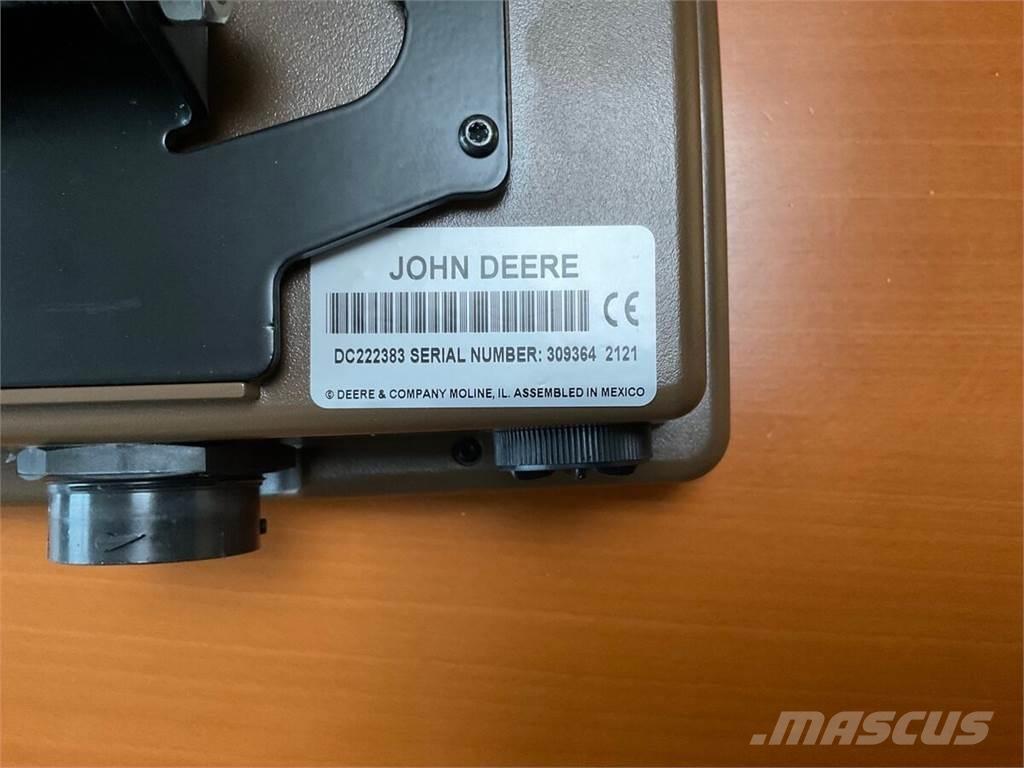 JOHN DEERE
CE
DC222383 SERIAL NUMBER: 309364 2121
© DEERE & COMPANY MOLINE, IL. ASSEMBLED IN MEXICO
MASCUS